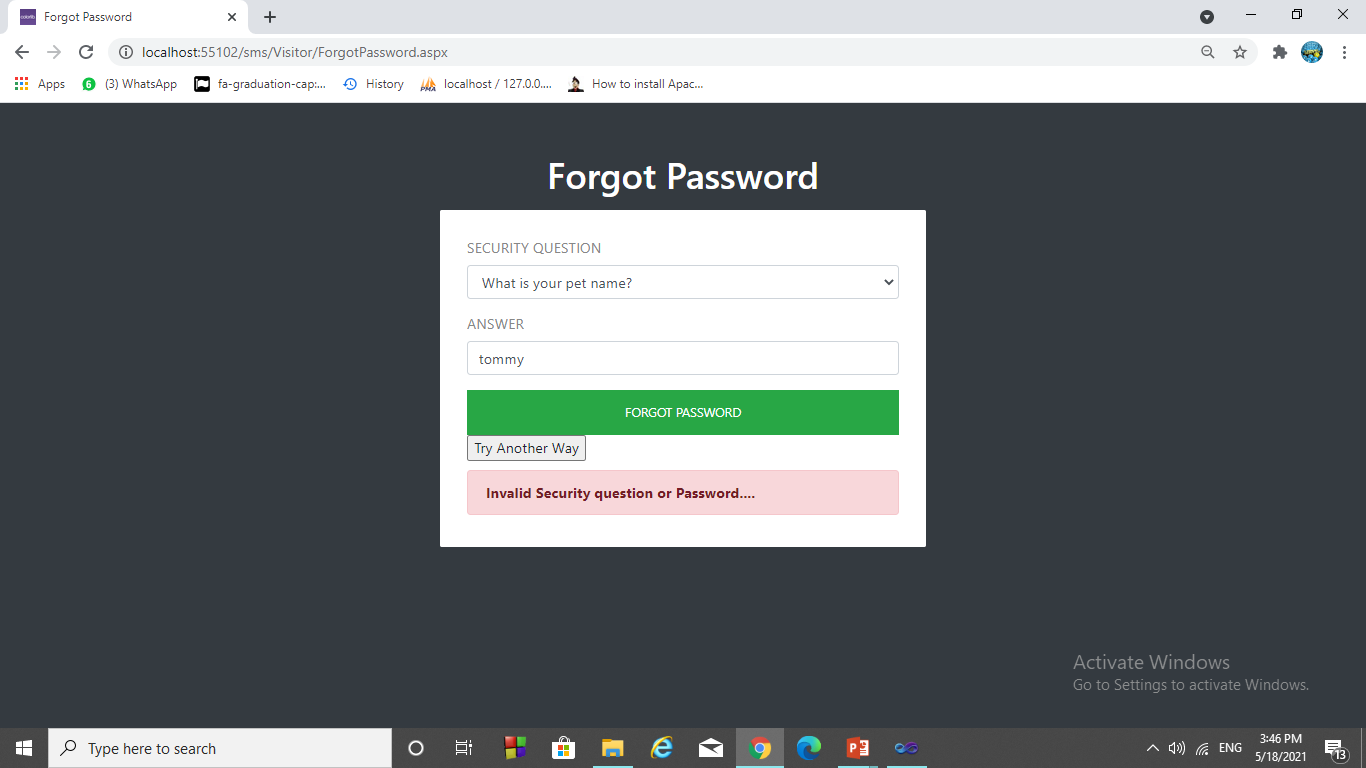 Forgot Password
localhost:55102/sms/Visitor/ForgotPassword.aspx
Apps
6
(3) WhatsApp
fa-graduation-cap:...
History
PMA
localhost / 127.0.0....
How to install Apac...
Forgot Password
SECURITY QUESTION
What is your pet name?
ANSWER
tommy
FORGOT PASSWORD
Try Another Way
Invalid Security question or Password....
Activate Windows
Go to Settings to activate Windows.
Type here to search
ENG
3:46 PM
5/18/2021
13